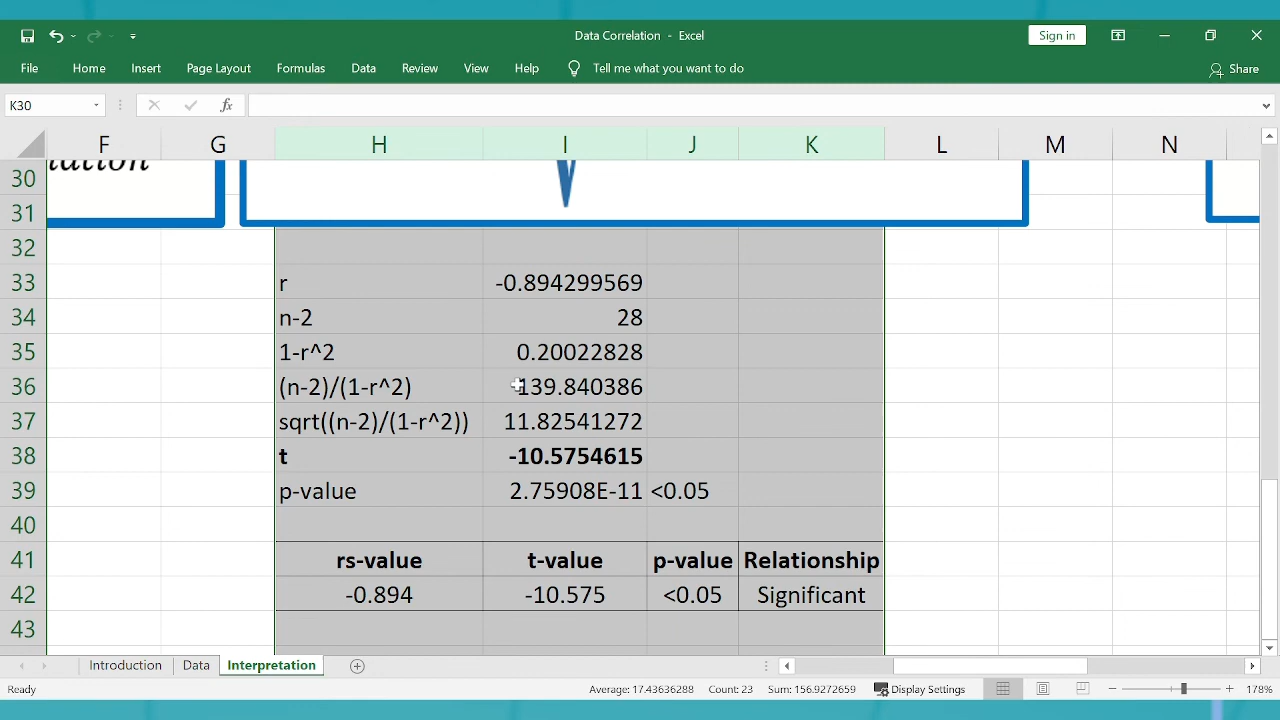 Data Correlation - Excel
Sign in
File Home Insert Page Layout Formulas Data Review View Help Tell me what you want to do Share
K30 fx
F G H I J K L M N
30
31
32
33 r -0.894299569
34 n-2 28
35 1-r^2 0.20022828
36 (n-2)/(1-r^2) 139.840386
37 sqrt((n-2)/(1-r^2)) 11.82541272
38 t -10.5754615
39 p-value 2.75908E-11 <0.05
40
41 rs-value t-value p-value Relationship
42 -0.894 -10.575 <0.05 Significant
43
Introduction Data Interpretation
Ready Average: 17.43636288 Count: 23 Sum: 156.9272659 Display Settings 178%